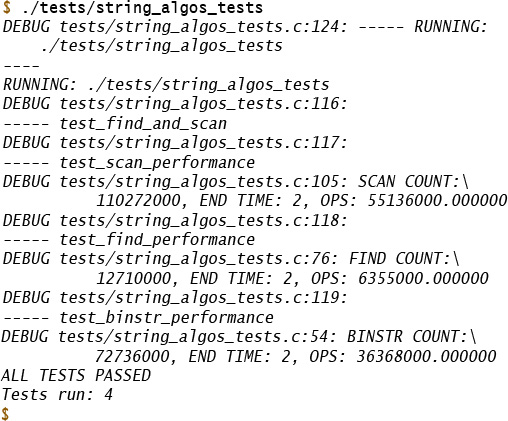 $ ./tests/string_algos_tests
DEBUG tests/string_algos_tests.c:124: ----- RUNNING:
./tests/string_algos_tests
----
RUNNING: ./tests/string_algos_tests
DEBUG tests/string_algos_tests.c:116:
----- test_find_and_scan
DEBUG tests/string_algos_tests.c:117:
----- test_scan_performance
DEBUG tests/string_algos_tests.c:105: SCAN COUNT:\
110272000, END TIME: 2, OPS: 55136000.000000
DEBUG tests/string_algos_tests.c:118:
----- test_find_performance
DEBUG tests/string_algos_tests.c:76: FIND COUNT:\
12710000, END TIME: 2, OPS: 6355000.000000
DEBUG tests/string_algos_tests.c:119:
----- test_binstr_performance
DEBUG tests/string_algos_tests.c:54: BINSTR COUNT:\
72736000, END TIME: 2, OPS: 36368000.000000
ALL TESTS PASSED
Tests run: 4
$